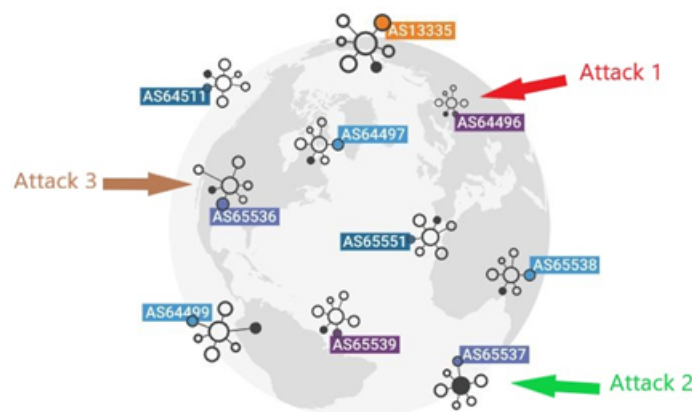 AS13335
Attack 1
AS64511
AS64496
AS64497
Attack 3
AS65536
AS65551
AS65538
AS64499
AS65539
AS65537
Attack 2